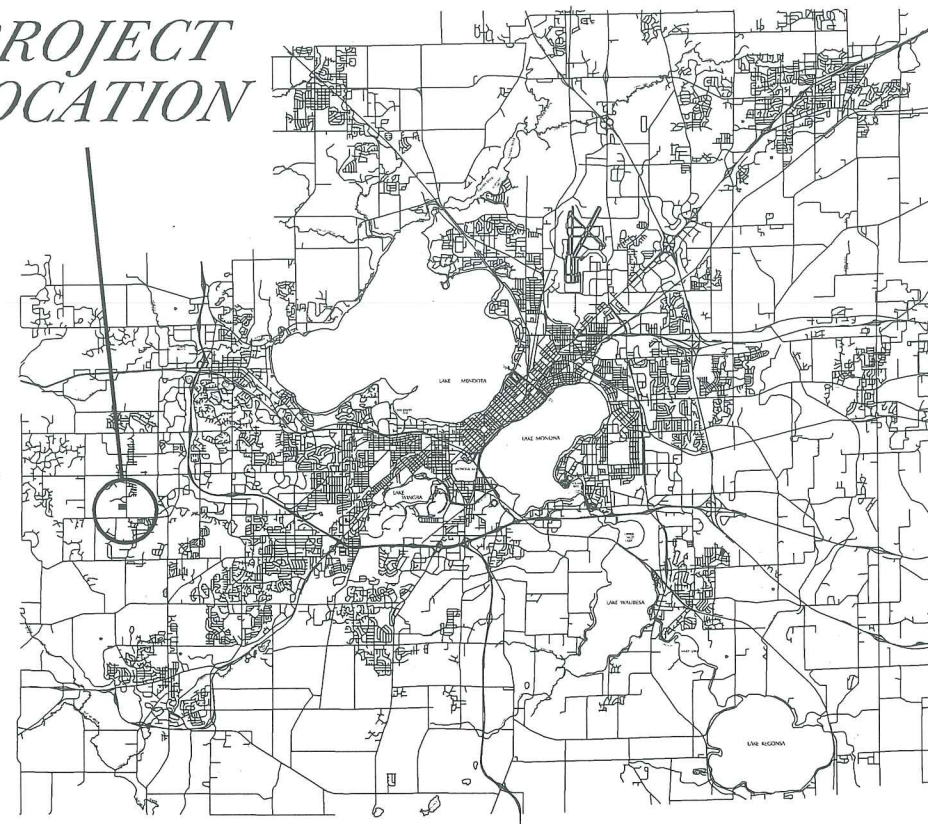 ROJECT
OCATION
LAKE MENDOTA
LAKE MONONA
LAKE
WINGRA
LAKE WAUBESA
LAKE KEGONSA